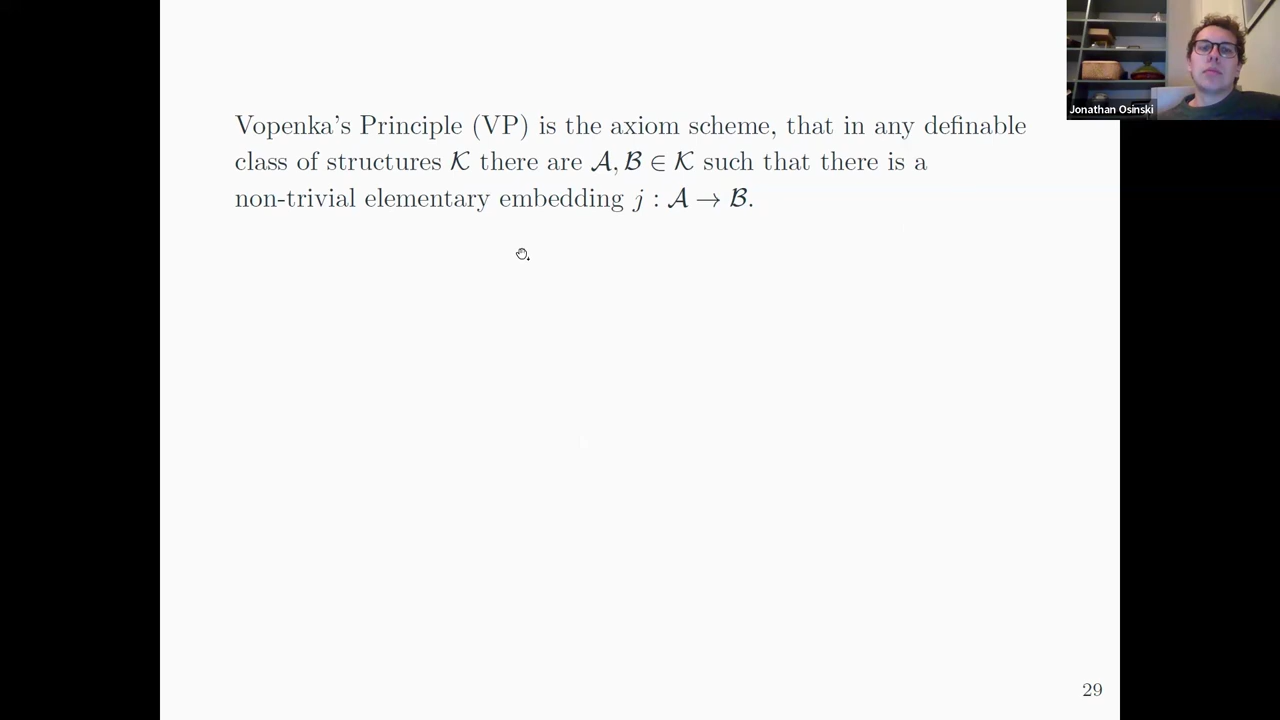 Jonathan Osinski
Vopenka's Principle (VP) is the axiom scheme, that in any definable
class of structures 𝒦 there are 𝒜, ℬ ∈ 𝒦 such that there is a
non-trivial elementary embedding j : 𝒜 → ℬ.
29